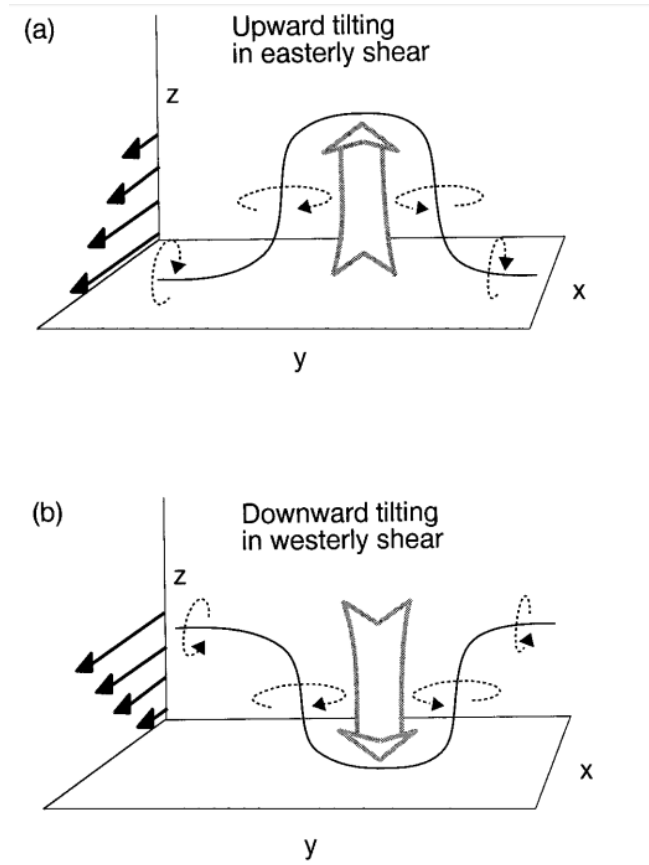 (a)
Upward tilting
in easterly shear
z
x
y
(b)
Downward tilting
in westerly shear
z
x
y